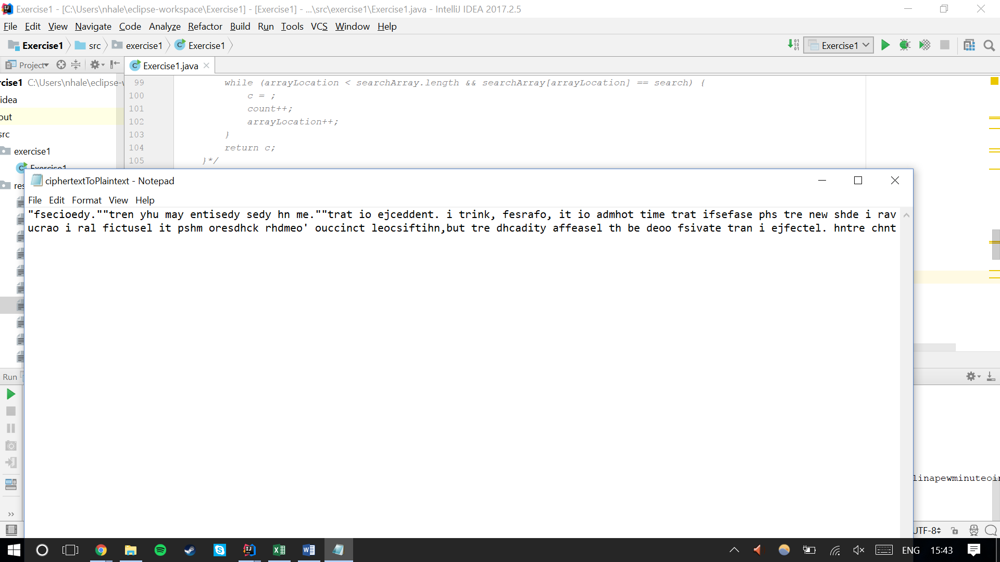 Exercise1 - [C:\Users\nhale\eclipse-workspace\Exercise1] - [Exercise1] - ...\src\exercise1\Exercise1.java - IntelliJ IDEA 2017.2.5
File Edit View Navigate Code Analyze Refactor Build Run Tools VCS Window Help
Exercise1 src exercise1 Exercise1 Exercise1
Project Exercise1.java
rcise1 C:\Users\nhale\eclipse-
idea
out
src
exercise1
Exercise1
res
99 while (arrayLocation < searchArray.length && searchArray[arrayLocation] == search) {
100 c = ;
101 count++;
102 arrayLocation++;
103 }
104 return c;
105 }*/
ciphertextToPlaintext - Notepad
File Edit Format View Help
"fsecioedy.""tren yhu may entisedy sedy hn me.""trat io ejceddent. i trink, fesrafo, it io admhot time trat ifsefase phs tre new shde i rav
ucrao i ral fictusel it pshm oresdhck rhdmeo' ouccinct leocsiftihn,but tre dhcadity affeasel th be deoo fsivate tran i ejfectel. hntre chnt
Run
linapewminuteoin
UTF-8
ENG 15:43